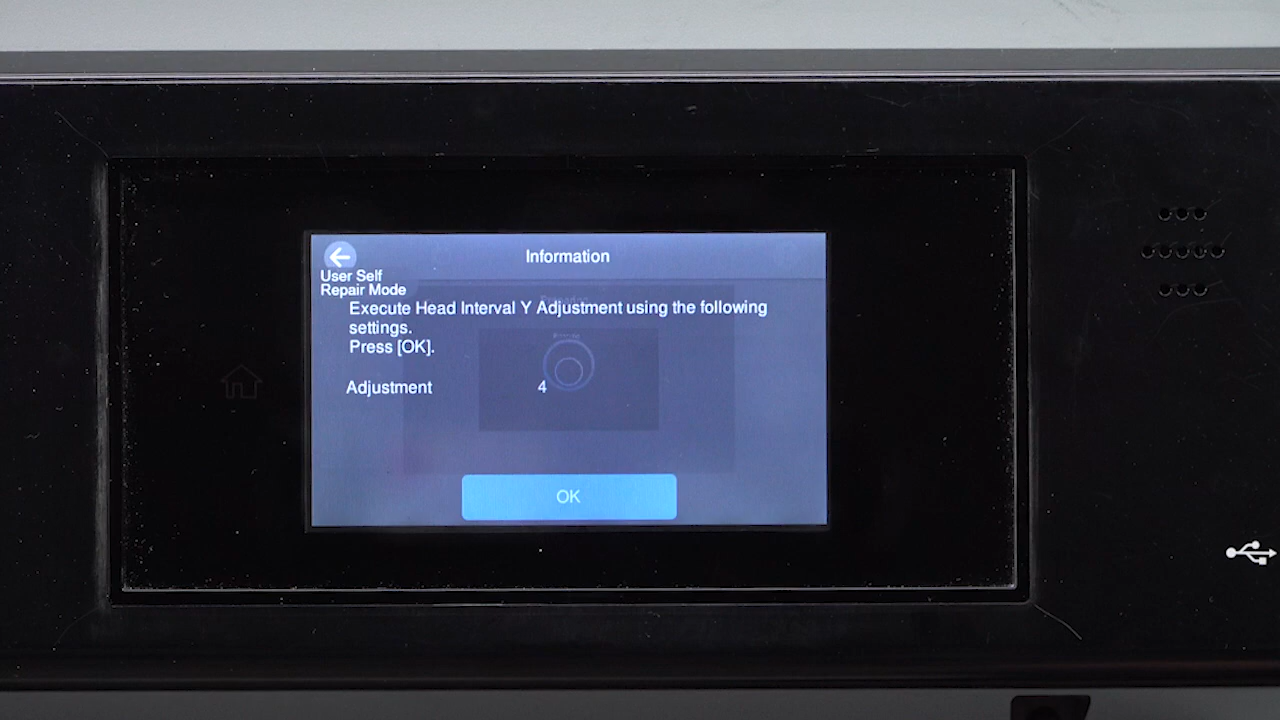 Information
User Self
Repair Mode
Execute Head Interval Y Adjustment using the following
settings.
Press [OK].
Adjustment 4
OK